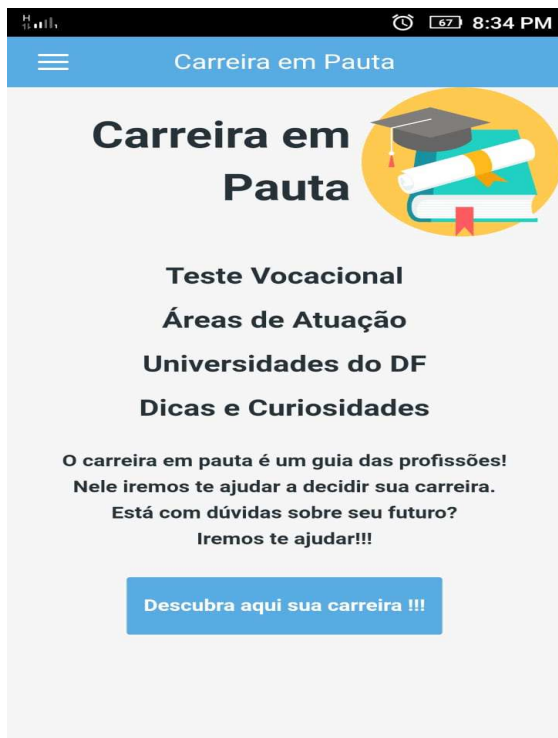 H
67 8:34 PM
Carreira em Pauta
Carreira em
Pauta
Teste Vocacional
Áreas de Atuação
Universidades do DF
Dicas e Curiosidades
O carreira em pauta é um guia das profissões!
Nele iremos te ajudar a decidir sua carreira.
Está com dúvidas sobre seu futuro?
Iremos te ajudar!!!
Descubra aqui sua carreira !!!